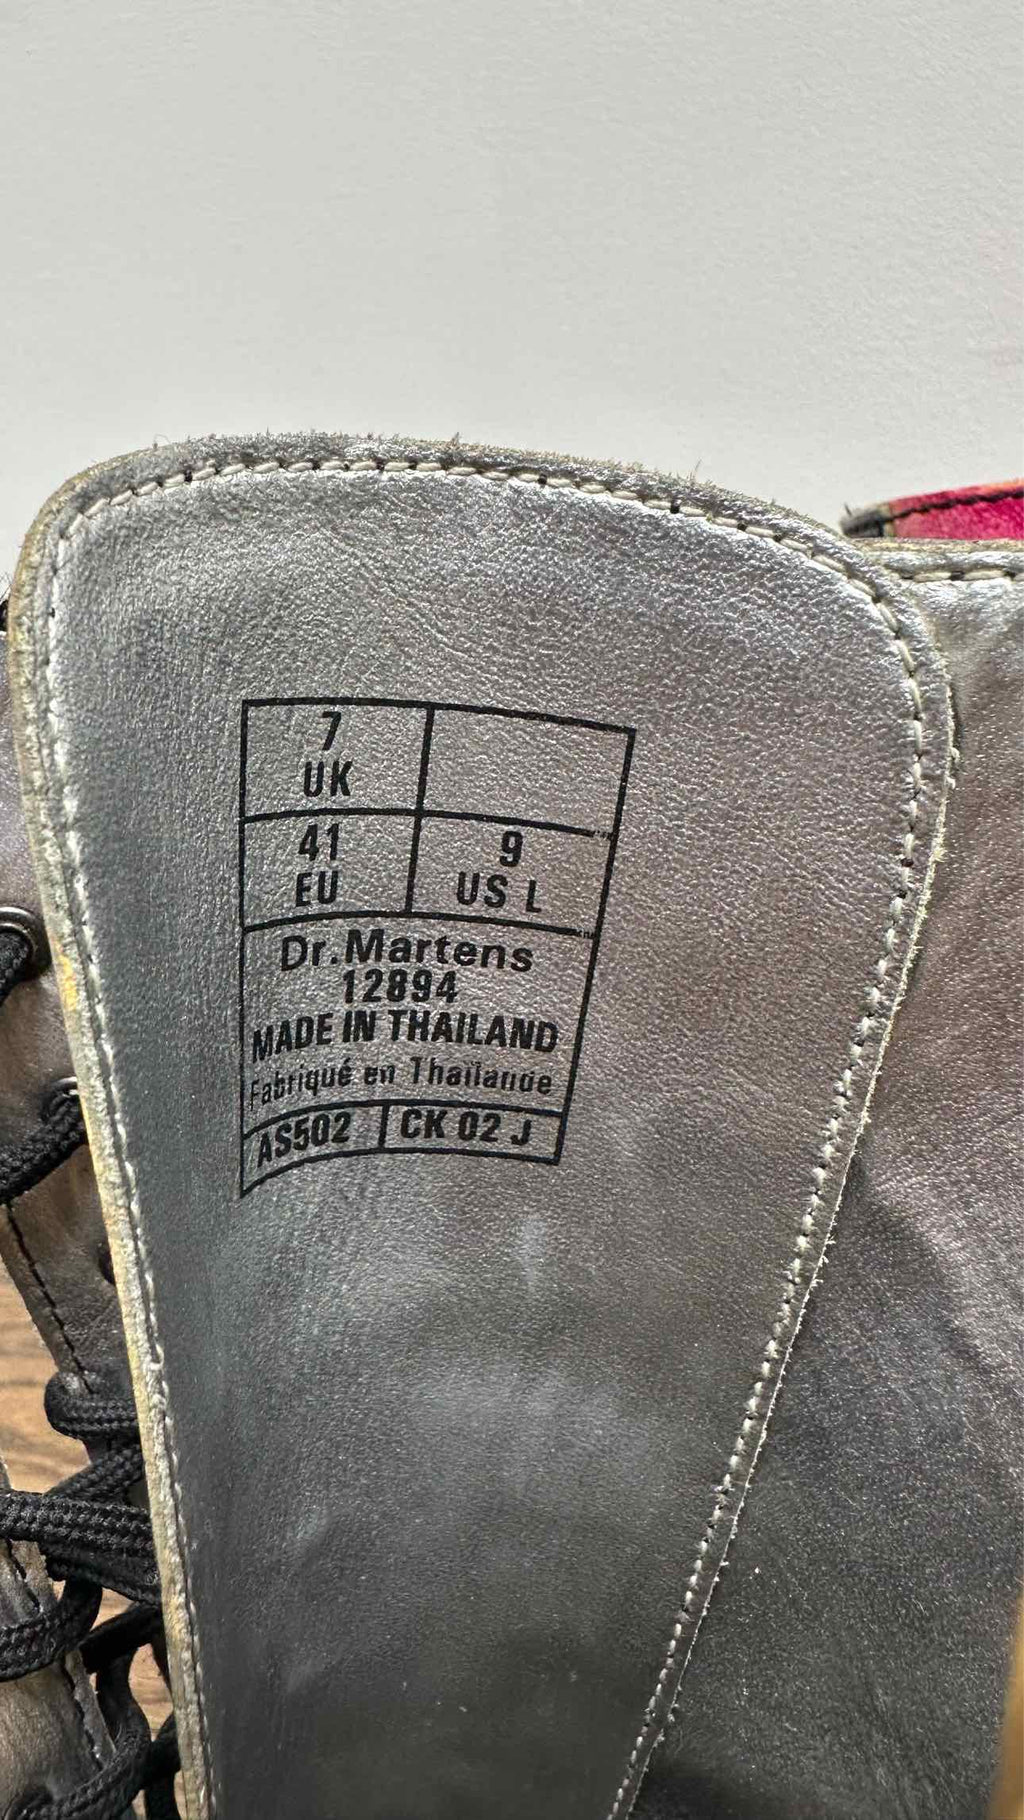 7
UK
41
EU
9
US L
Dr.Martens
12894
MADE IN THAILAND
Fabriqué en Thaïlande
AS502
CK 02 J